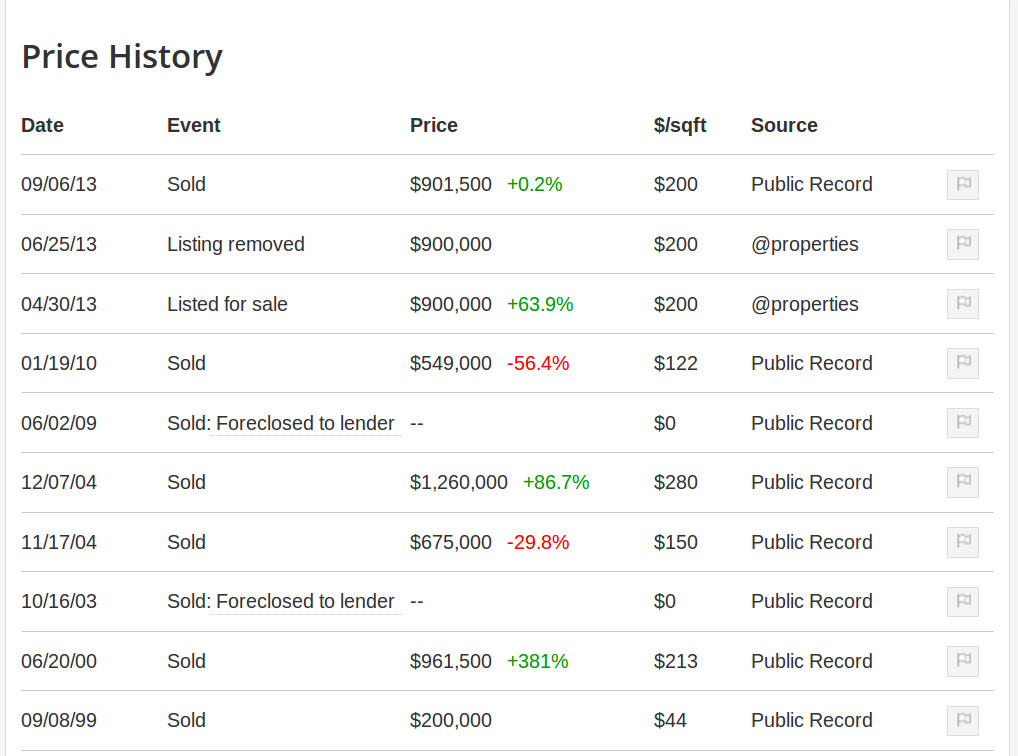 Price History
Date Event Price $/sqft Source
09/06/13 Sold $901,500 +0.2% $200 Public Record
06/25/13 Listing removed $900,000 $200 @properties
04/30/13 Listed for sale $900,000 +63.9% $200 @properties
01/19/10 Sold $549,000 -56.4% $122 Public Record
06/02/09 Sold: Foreclosed to lender -- $0 Public Record
12/07/04 Sold $1,260,000 +86.7% $280 Public Record
11/17/04 Sold $675,000 -29.8% $150 Public Record
10/16/03 Sold: Foreclosed to lender -- $0 Public Record
06/20/00 Sold $961,500 +381% $213 Public Record
09/08/99 Sold $200,000 $44 Public Record